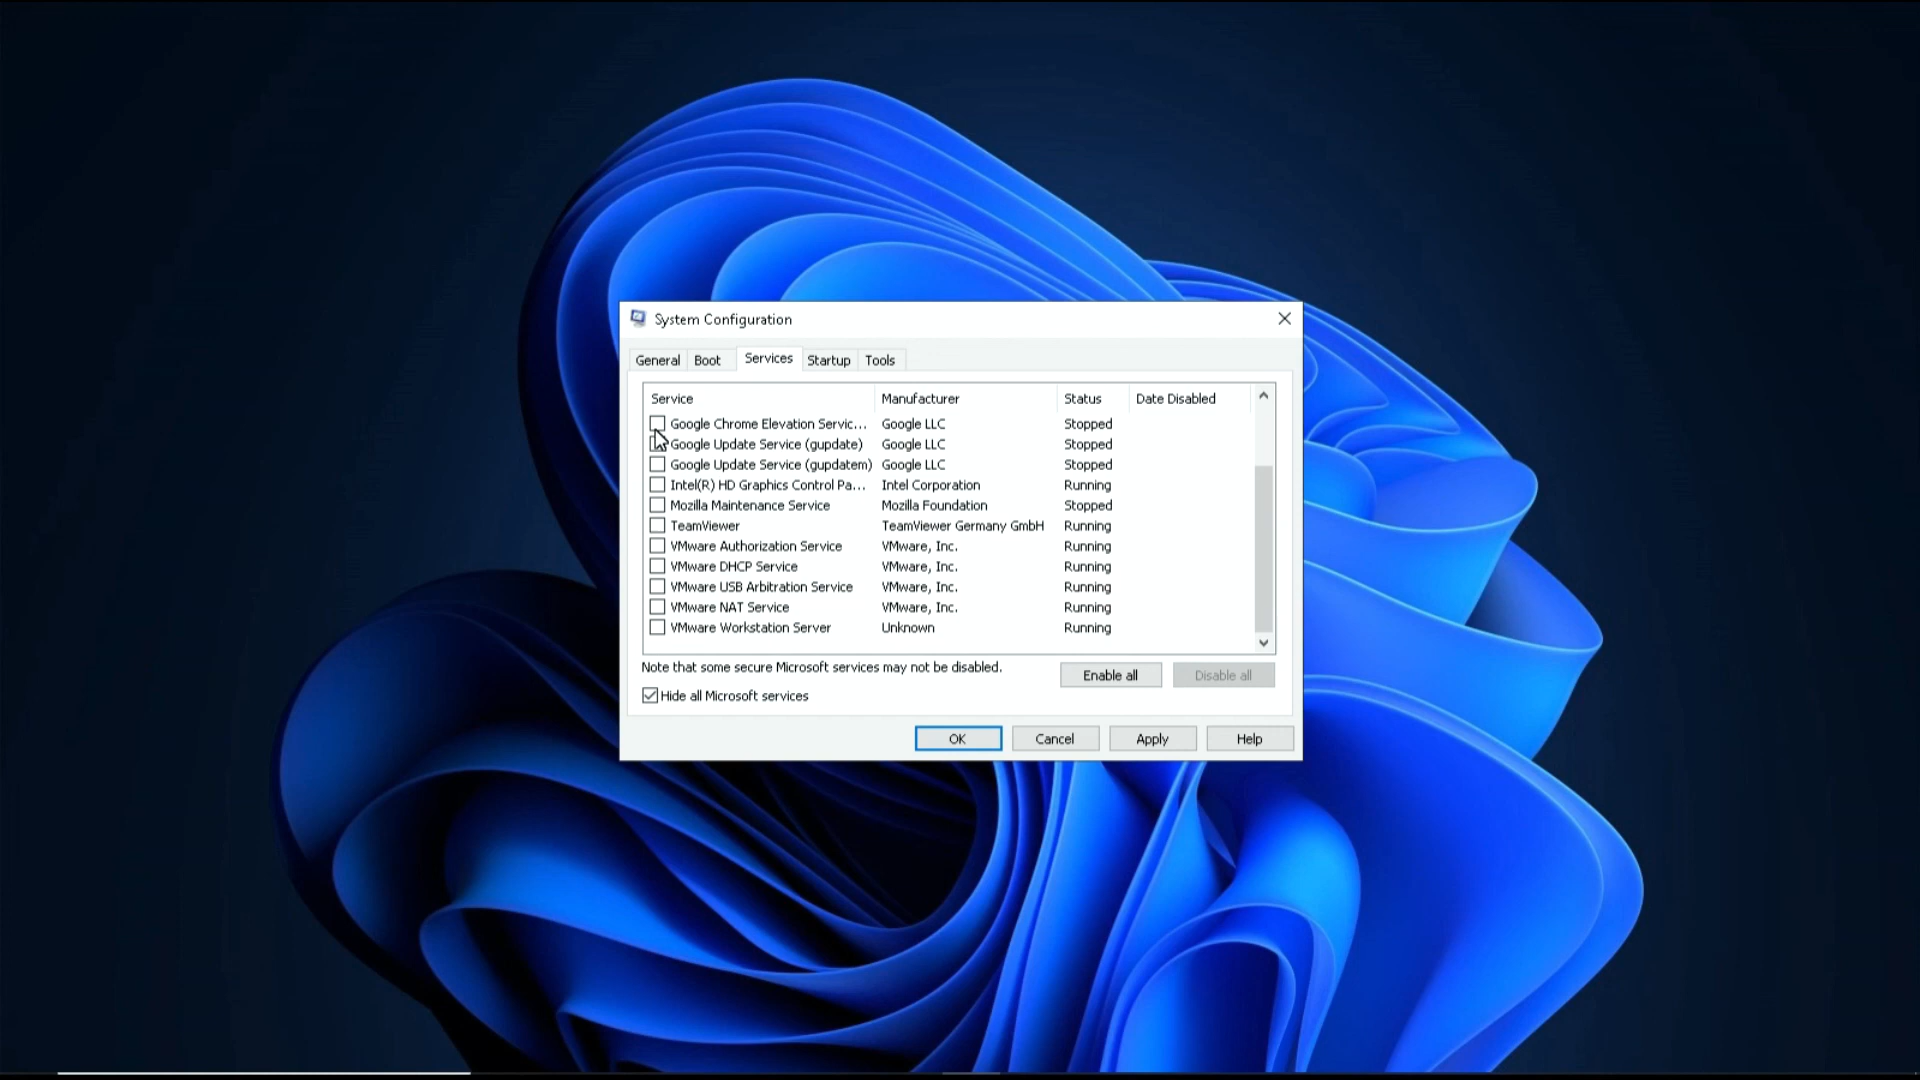 System Configuration
General Boot Services Startup Tools
Service Manufacturer Status Date Disabled
Google Chrome Elevation Servic... Google LLC Stopped
Google Update Service (gupdate) Google LLC Stopped
Google Update Service (gupdatem) Google LLC Stopped
Intel(R) HD Graphics Control Pa... Intel Corporation Running
Mozilla Maintenance Service Mozilla Foundation Stopped
TeamViewer TeamViewer Germany GmbH Running
VMware Authorization Service VMware, Inc. Running
VMware DHCP Service VMware, Inc. Running
VMware USB Arbitration Service VMware, Inc. Running
VMware NAT Service VMware, Inc. Running
VMware Workstation Server Unknown Running
Note that some secure Microsoft services may not be disabled. Enable all Disable all
Hide all Microsoft services
OK Cancel Apply Help